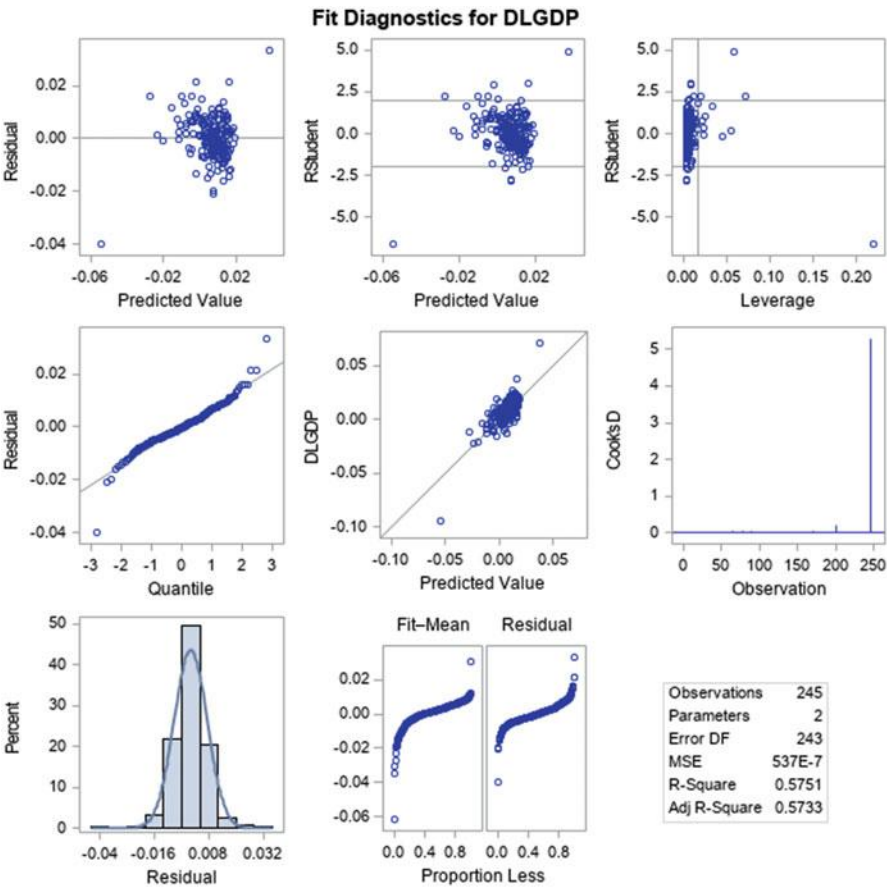 Fit Diagnostics for DLGDP
0.02
0.00
-0.02
-0.04
Residual
-0.06 -0.02 0.02
Predicted Value
5.0
2.5
0.0
-2.5
-5.0
RStudent
-0.06 -0.02 0.02
Predicted Value
5.0
2.5
0.0
-2.5
-5.0
RStudent
0.00 0.05 0.10 0.15 0.20
Leverage
0.02
0.00
-0.02
-0.04
Residual
-3 -2 -1 0 1 2 3
Quantile
0.05
0.00
-0.05
-0.10
DLGDP
-0.10 -0.05 0.00 0.05
Predicted Value
5
4
3
2
1
0
Cook's D
0 50 100 150 200 250
Observation
50
40
30
20
10
0
Percent
-0.04 -0.016 0.008 0.032
Residual
Fit–Mean Residual
0.02
0.00
-0.02
-0.04
-0.06
0.0 0.4 0.8 0.0 0.4 0.8
Proportion Less
Observations 245
Parameters 2
Error DF 243
MSE 537E-7
R-Square 0.5751
Adj R-Square 0.5733